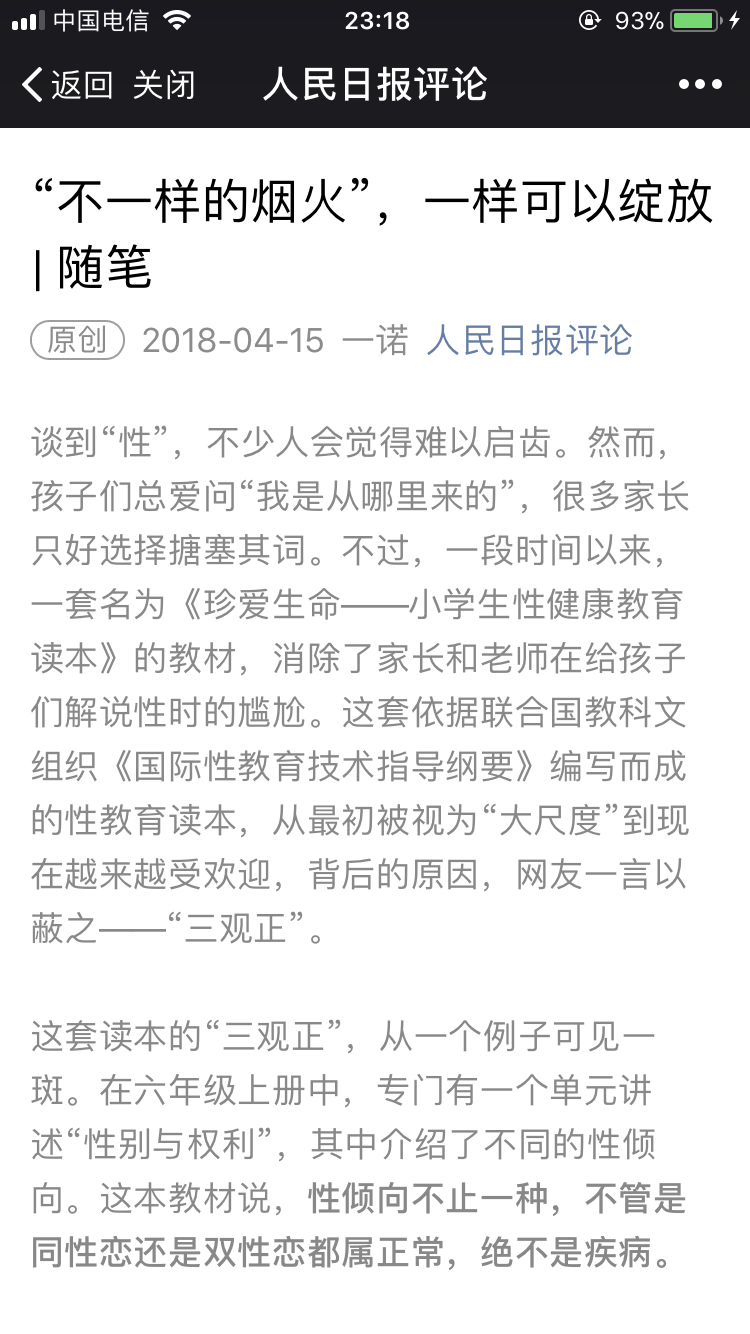 中国电信 23:18 93%
返回 关闭 人民日报评论
“不一样的烟火”，一样可以绽放
| 随笔
原创 2018-04-15 一诺 人民日报评论
谈到“性”，不少人会觉得难以启齿。然而，
孩子们总爱问“我是从哪里来的”，很多家长
只好选择搪塞其词。不过，一段时间以来，
一套名为《珍爱生命——小学生性健康教育
读本》的教材，消除了家长和老师在给孩子
们解说性时的尴尬。这套依据联合国教科文
组织《国际性教育技术指导纲要》编写而成
的性教育读本，从最初被视为“大尺度”到现
在越来越受欢迎，背后的原因，网友一言以
蔽之——“三观正”。
这套读本的“三观正”，从一个例子可见一
斑。在六年级上册中，专门有一个单元讲
述“性别与权利”，其中介绍了不同的性倾
向。这本教材说，性倾向不止一种，不管是
同性恋还是双性恋都属正常，绝不是疾病。